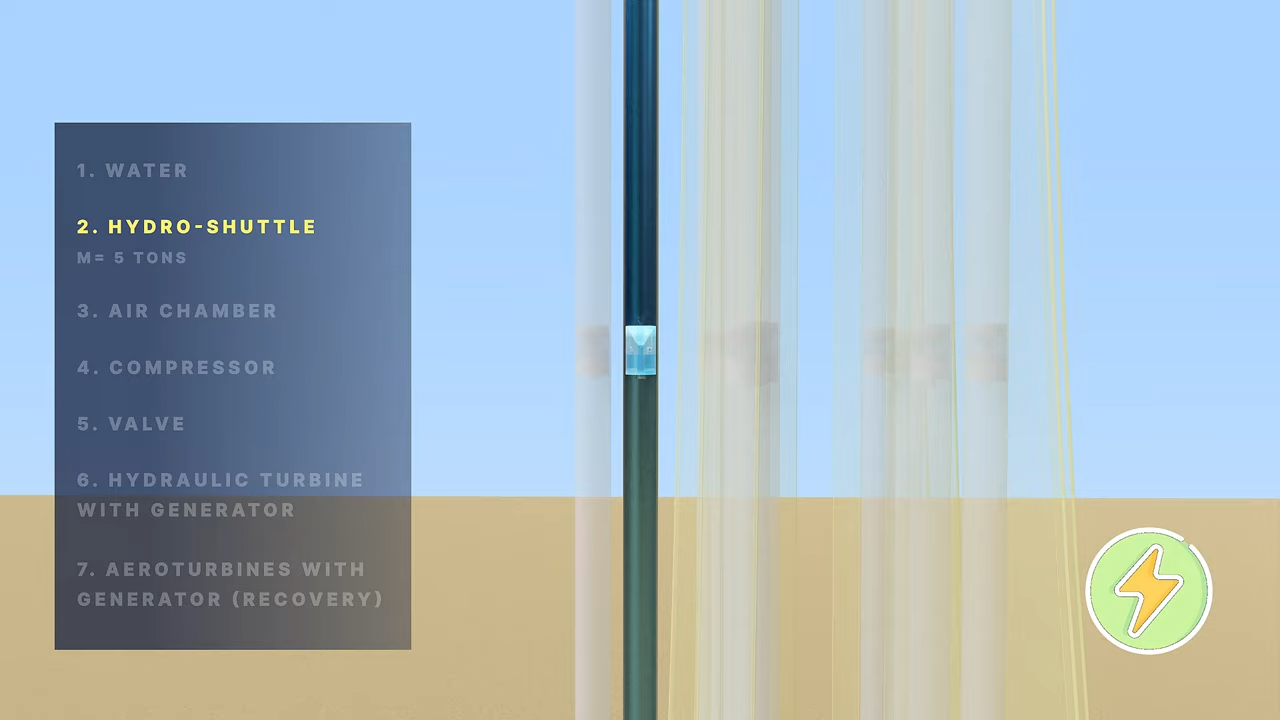 1. WATER
2. HYDRO-SHUTTLE
M= 5 TONS
3. AIR CHAMBER
4. COMPRESSOR
5. VALVE
6. HYDRAULIC TURBINE
WITH GENERATOR
7. AEROTURBINES WITH
GENERATOR (RECOVERY)